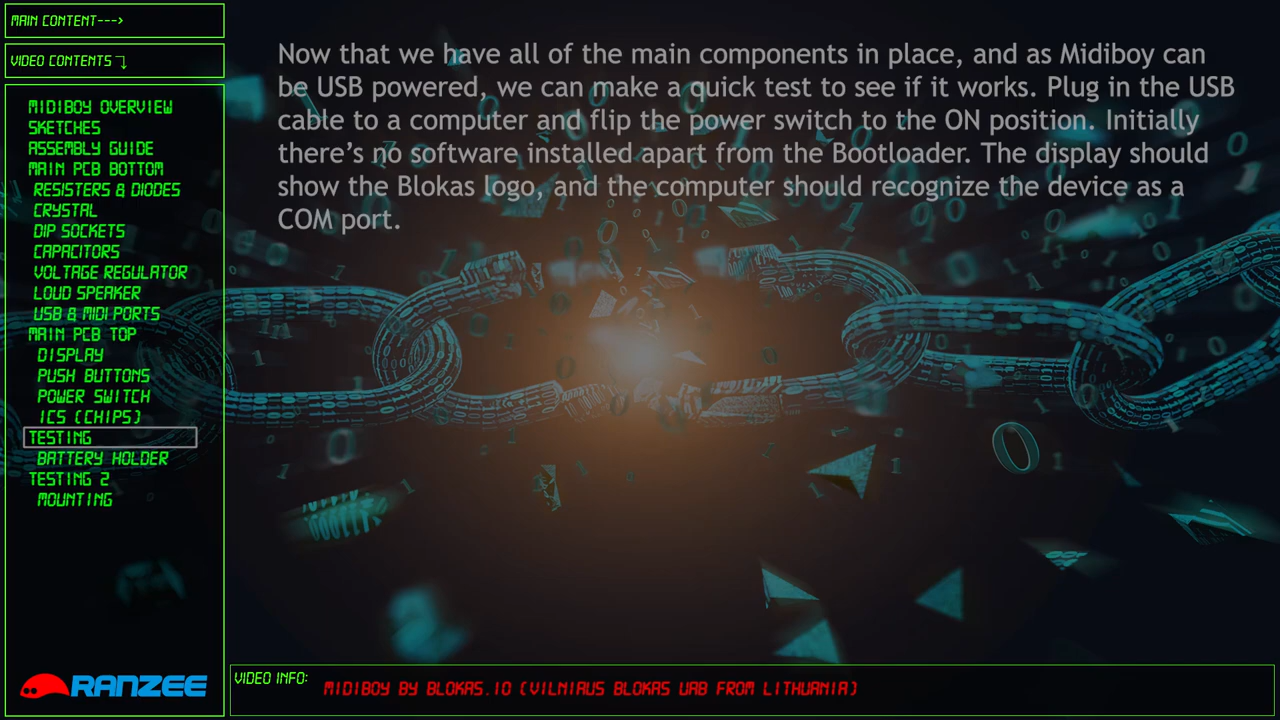 MAIN CONTENT--->
VIDEO CONTENTS
MIDIBOY OVERVIEW
SKETCHES
ASSEMBLY GUIDE
MAIN PCB BOTTOM
RESISTERS & DIODES
CRYSTAL
DIP SOCKETS
CAPACITORS
VOLTAGE REGULATOR
LOUD SPEAKER
USB & MIDI PORTS
MAIN PCB TOP
DISPLAY
PUSH BUTTONS
POWER SWITCH
ICS (CHIPS)
TESTING
BATTERY HOLDER
TESTING 2
MOUNTING
RANZEE
Now that we have all of the main components in place, and as Midiboy can
be USB powered, we can make a quick test to see if it works. Plug in the USB
cable to a computer and flip the power switch to the ON position. Initially
there’s no software installed apart from the Bootloader. The display should
show the Blokas logo, and the computer should recognize the device as a
COM port.
VIDEO INFO:
MIDIBOY BY BLOKAS.IO (VILNIAUS BLOKAS UAB FROM LITHUANIA)